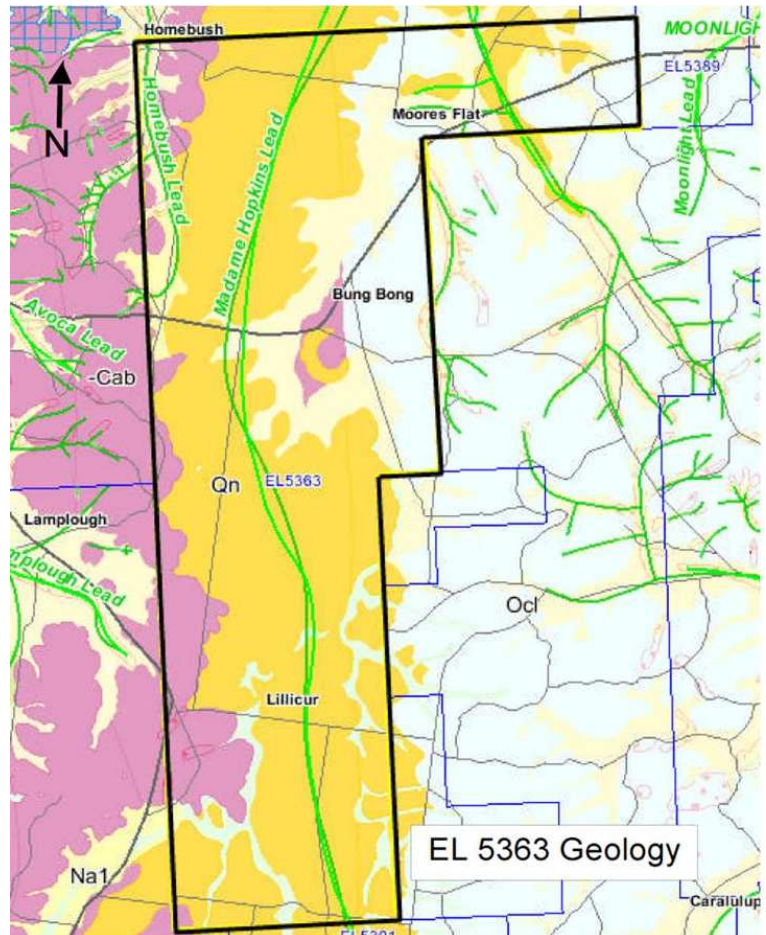 Homebush
MOONLIGH
EL5389
N
Homebush Lead
Madame Hopkins Lead
Moores Flat
Moonlight Lead
Bung Bong
Avoca Lead
-Cab
Qn
EL5363
Lamplough
mplough Lead
Ocl
Lillicur
EL 5363 Geology
Na1
Caralulup